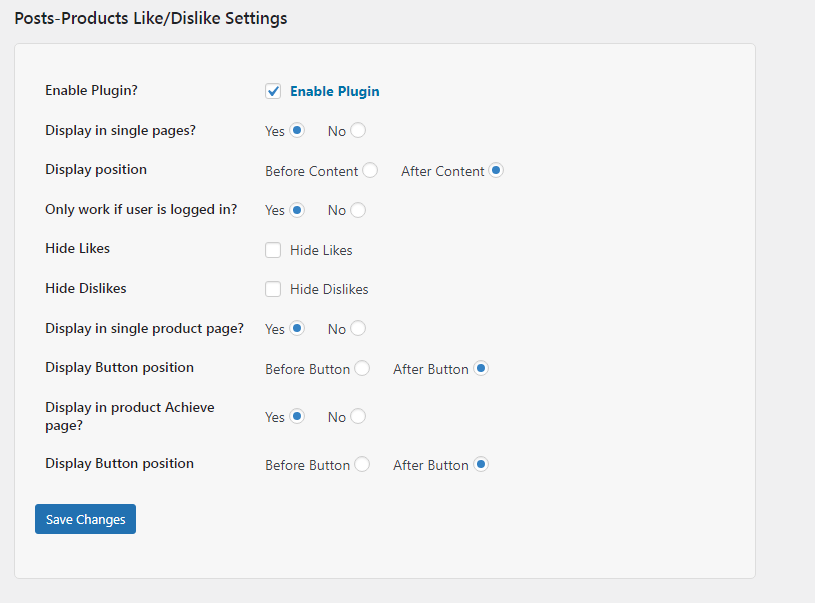 Posts-Products Like/Dislike Settings
Enable Plugin? Enable Plugin
Display in single pages? Yes No
Display position Before Content After Content
Only work if user is logged in? Yes No
Hide Likes Hide Likes
Hide Dislikes Hide Dislikes
Display in single product page? Yes No
Display Button position Before Button After Button
Display in product Achieve
page? Yes No
Display Button position Before Button After Button
Save Changes